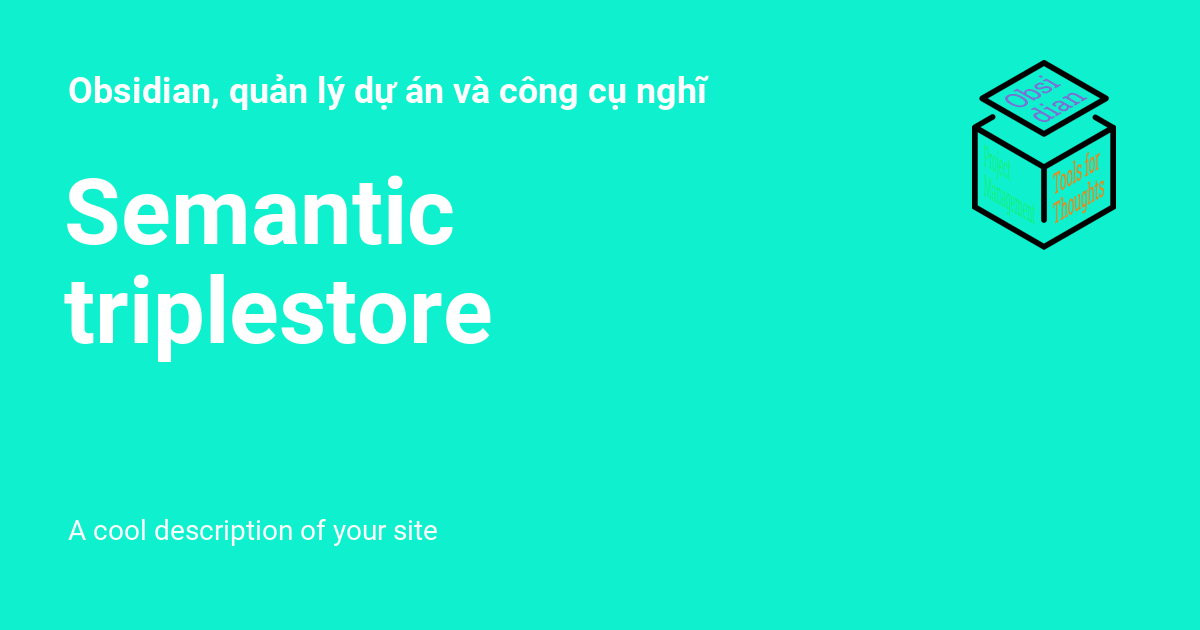 Obsidian, quản lý dự án và công cụ nghĩ
Semantic
triplestore
A cool description of your site
Obsi
dian
Project
Management
Tools for
Thoughts